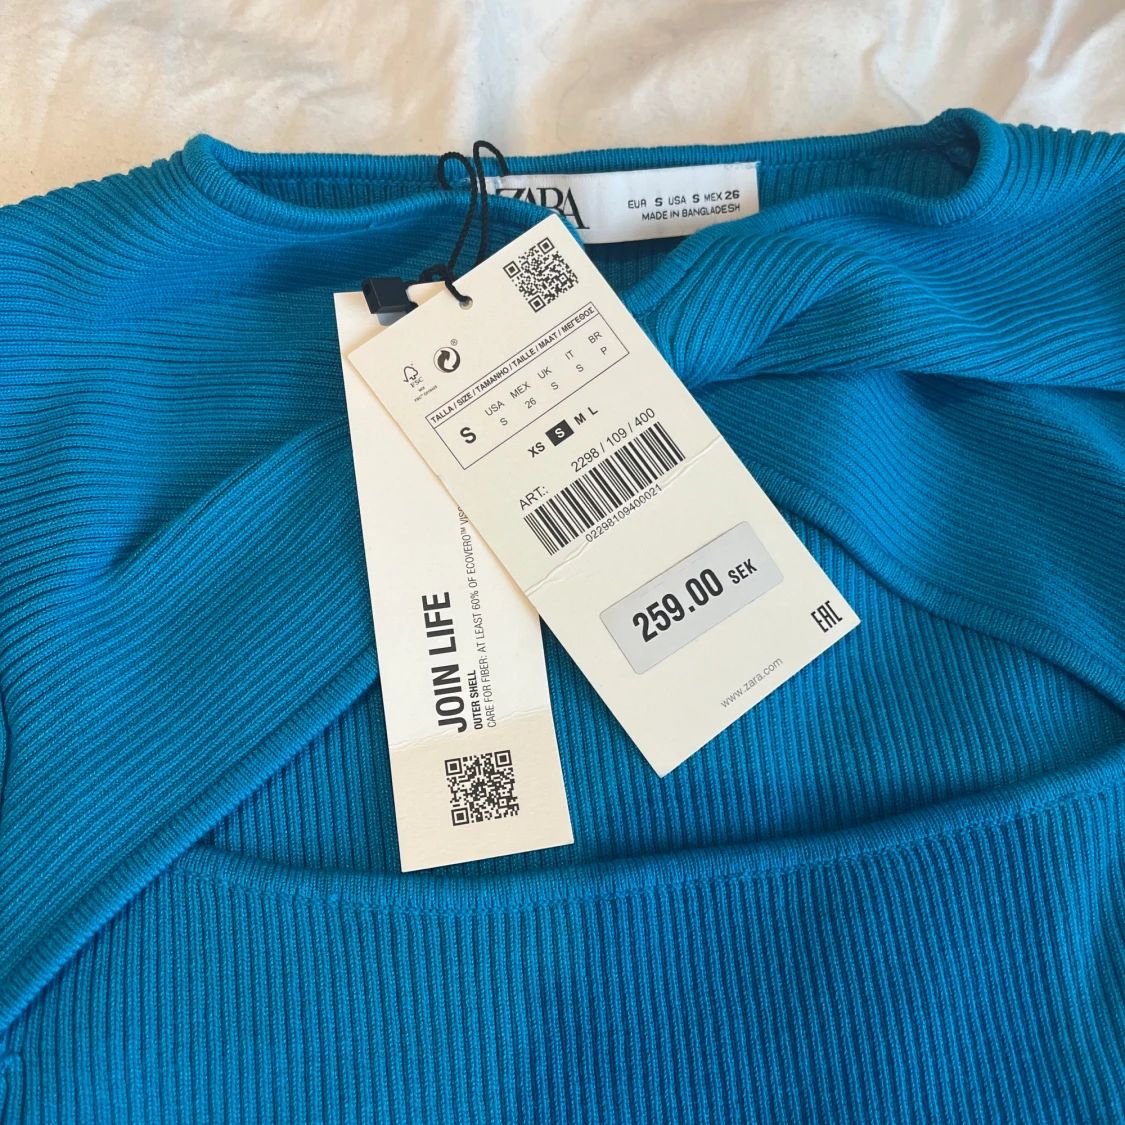 ZARA
EUR S USA S MEX 26
MADE IN BANGLADESH
FSC
MIX
®
TALLA / SIZE / TAMANHO / TAILLE / MAAT / ΜΕΓΕΘΟΣ
USA MEX UK IT BR
S S 26 S S P
XS S M L
ART.: 2298 / 109 / 400
02298109400021
259.00 SEK
EAC
www.zara.com
JOIN LIFE
OUTER SHELL
CARE FOR FIBER: AT LEAST 60% OF ECOVERO™